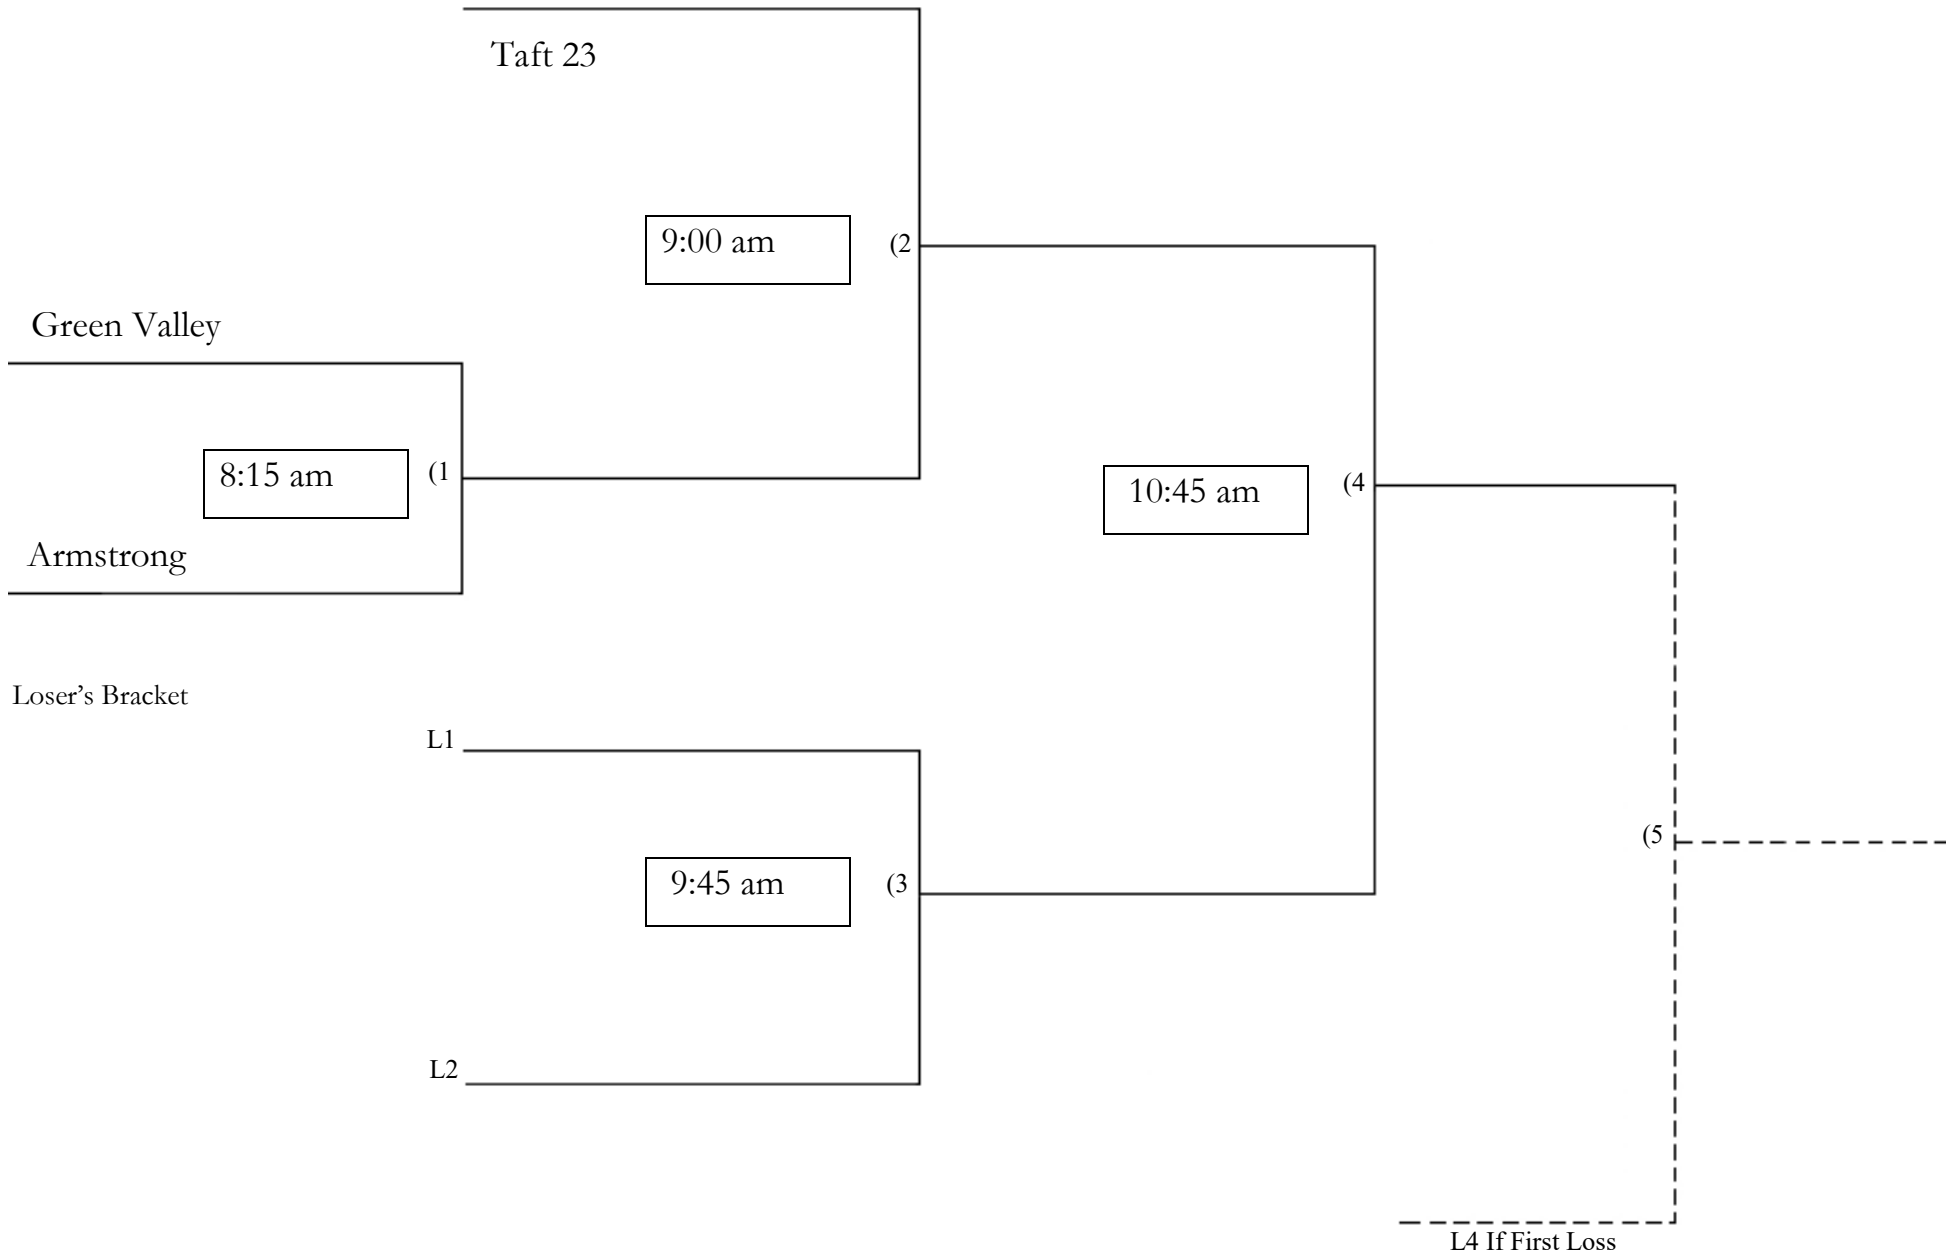 Taft 23
9:00 am
(2
Green Valley
8:15 am
(1
10:45 am
(4
Armstrong
Loser’s Bracket
L1
9:45 am
(3
(5
L2
L4 If First Loss